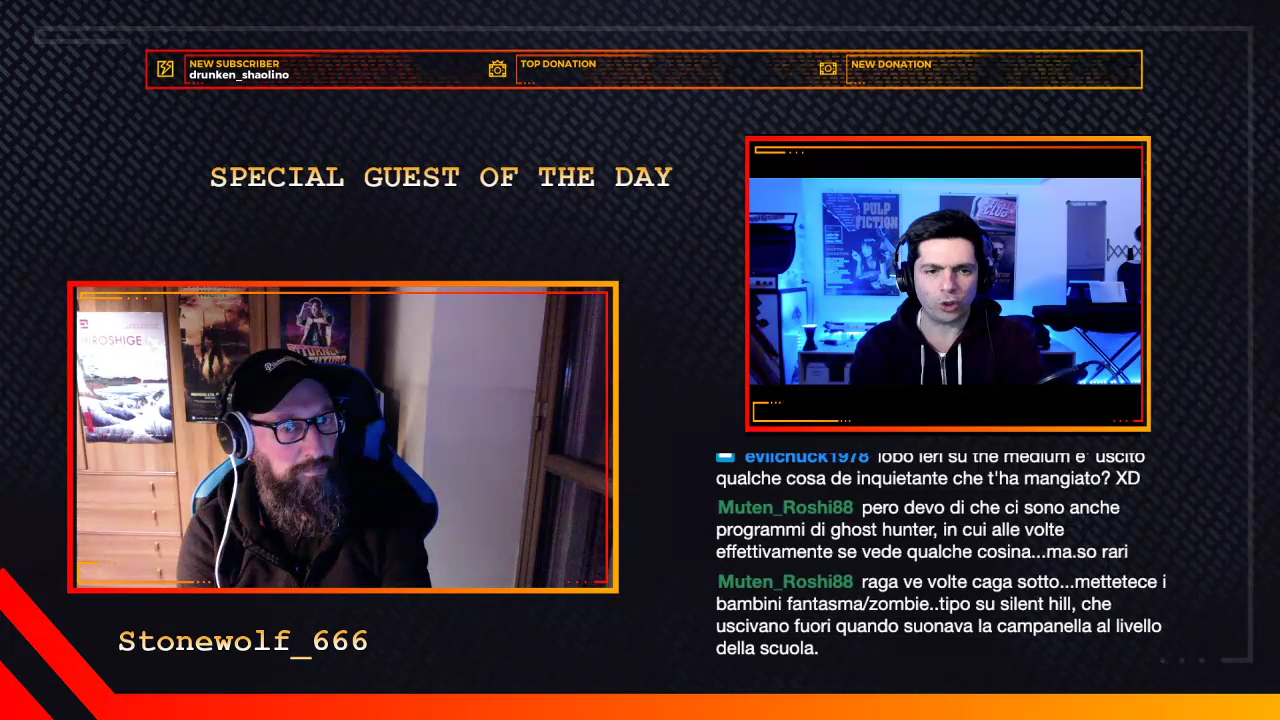 NEW SUBSCRIBER
drunken_shaolino
TOP DONATION
NEW DONATION
SPECIAL GUEST OF THE DAY
PULP
FICTION
CLUB
HIROSHIGE
RITORNO
FUTURO
evilchuck1978 lobo ieri su the medium e' uscito
qualche cosa de inquietante che t'ha mangiato? XD
Muten_Roshi88 pero devo di che ci sono anche
programmi di ghost hunter, in cui alle volte
effettivamente se vede qualche cosina...ma.so rari
Muten_Roshi88 raga ve volte caga sotto...mettetece i
bambini fantasma/zombie..tipo su silent hill, che
uscivano fuori quando suonava la campanella al livello
della scuola.
Stonewolf_666